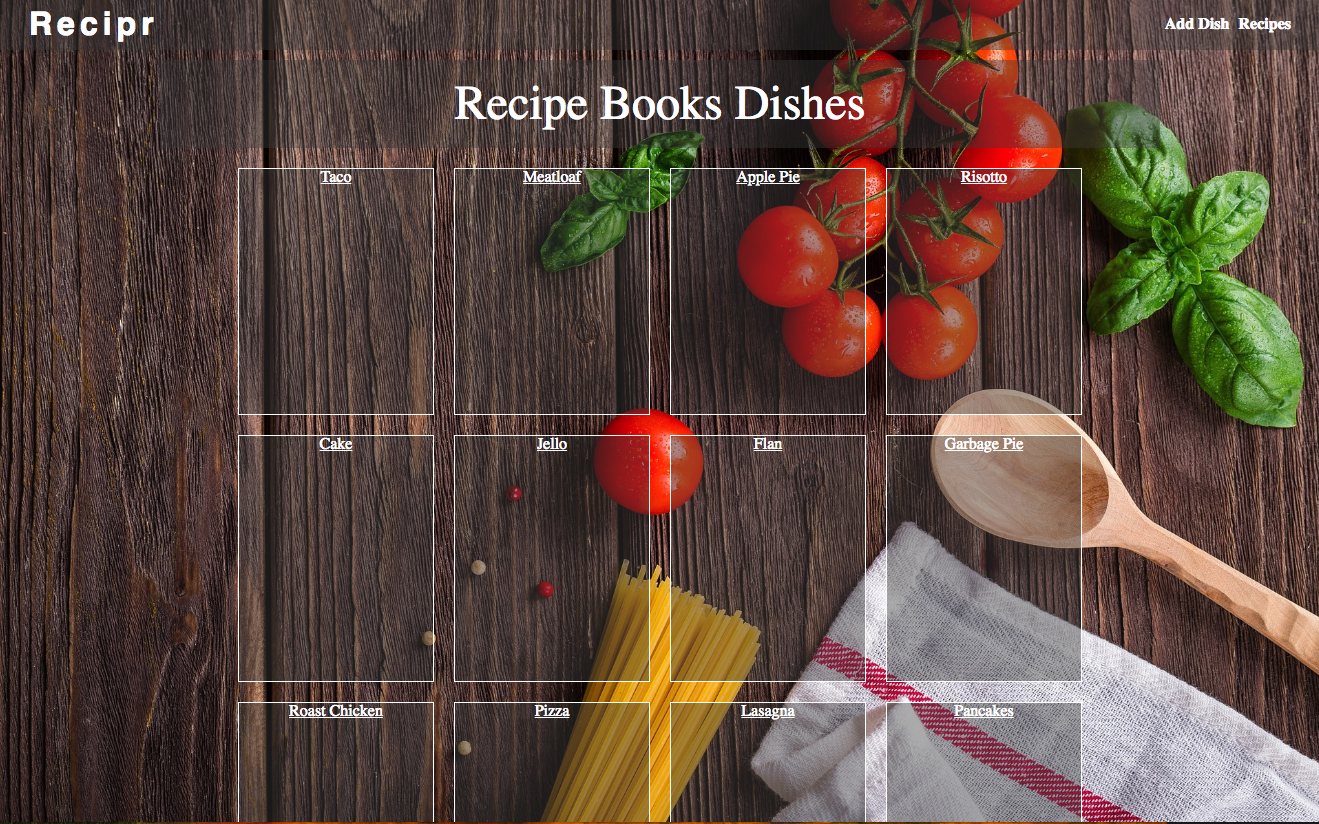 Recipr
Add Dish Recipes
Recipe Books Dishes
Taco Meatloaf Apple Pie Risotto
Cake Jello Flan Garbage Pie
Roast Chicken Pizza Lasagna Pancakes